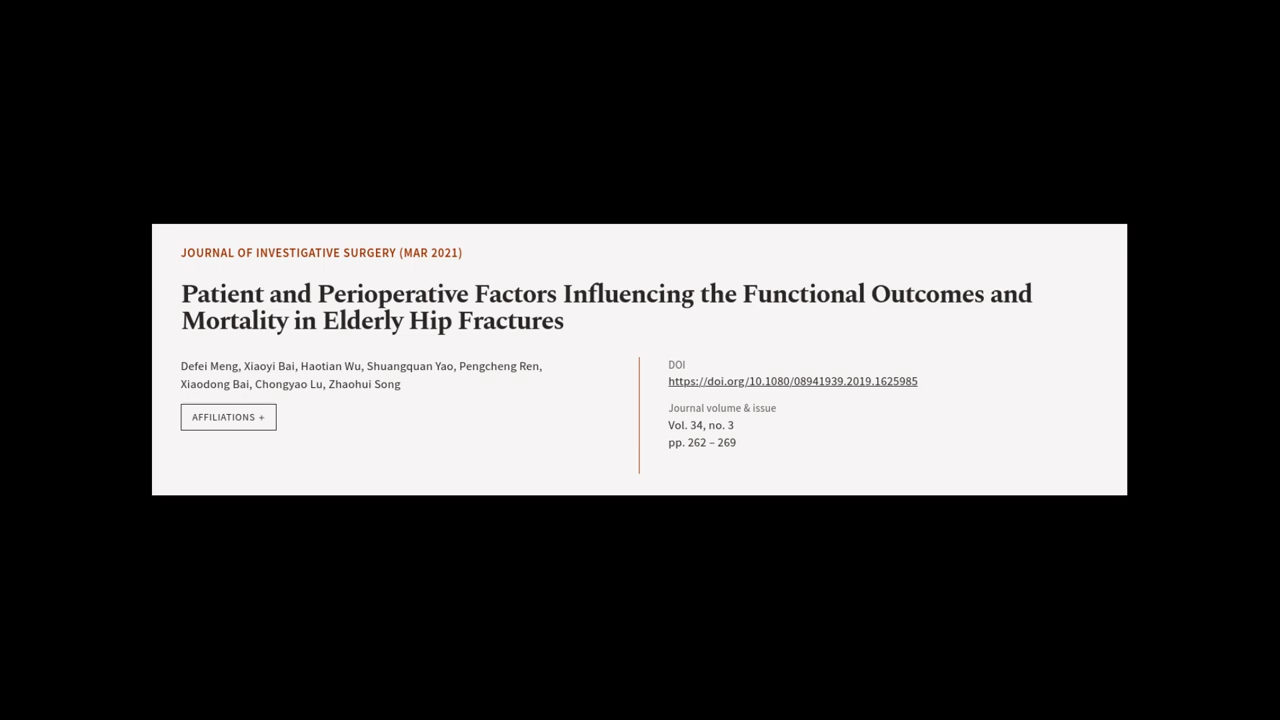 JOURNAL OF INVESTIGATIVE SURGERY (MAR 2021)
Patient and Perioperative Factors Influencing the Functional Outcomes and
Mortality in Elderly Hip Fractures
Defei Meng, Xiaoyi Bai, Haotian Wu, Shuangquan Yao, Pengcheng Ren,
Xiaodong Bai, Chongyao Lu, Zhaohui Song
AFFILIATIONS +
DOI
https://doi.org/10.1080/08941939.2019.1625985
Journal volume & issue
Vol. 34, no. 3
pp. 262 – 269